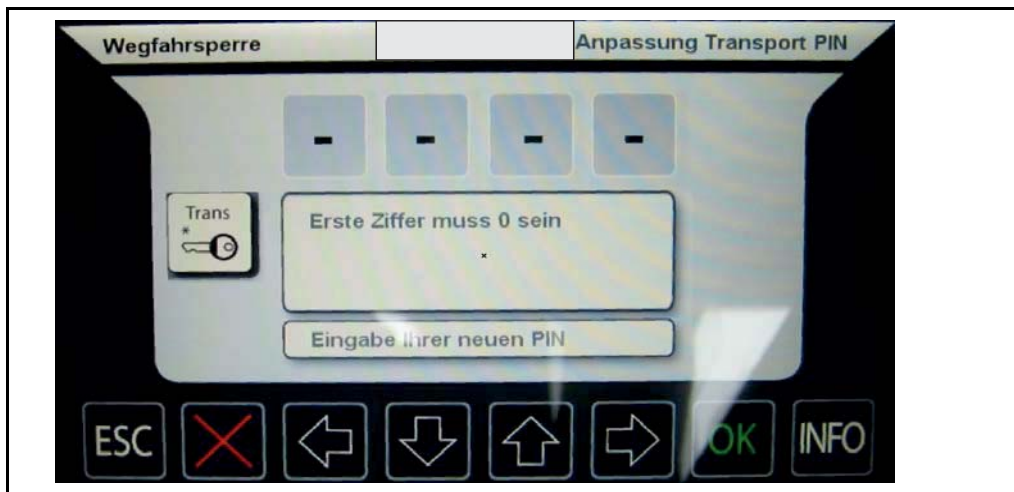 Wegfahrsperre Anpassung Transport PIN
- - - -
Trans
*
Erste Ziffer muss 0 sein
×
Eingabe Ihrer neuen PIN
ESC OK INFO